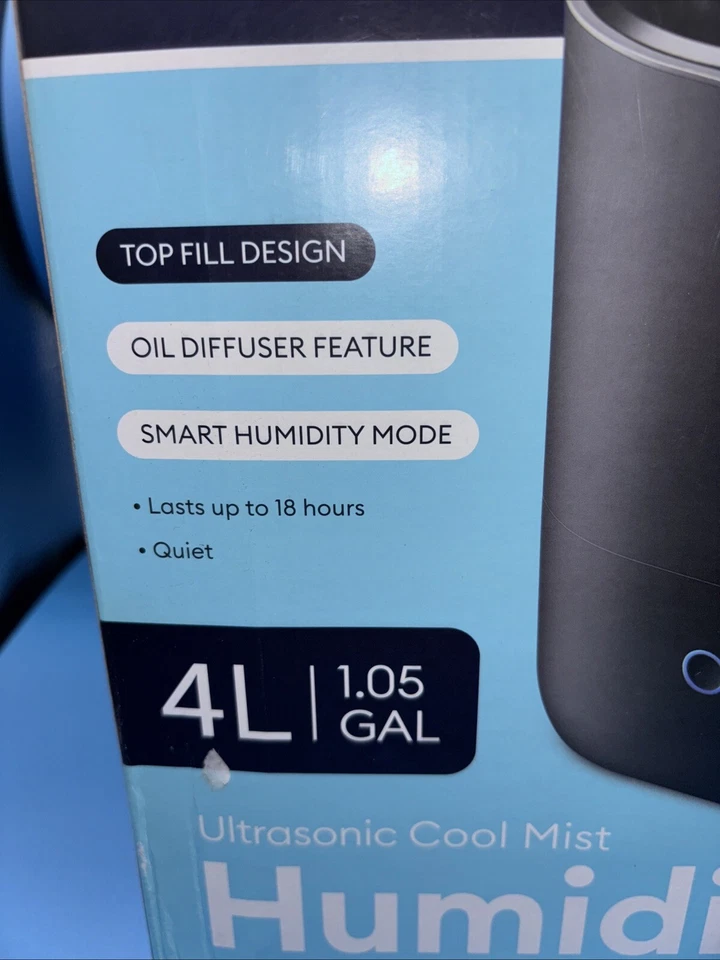 TOP FILL DESIGN
OIL DIFFUSER FEATURE
SMART HUMIDITY MODE
• Lasts up to 18 hours
• Quiet
4L | 1.05
GAL
Ultrasonic Cool Mist
Humidi